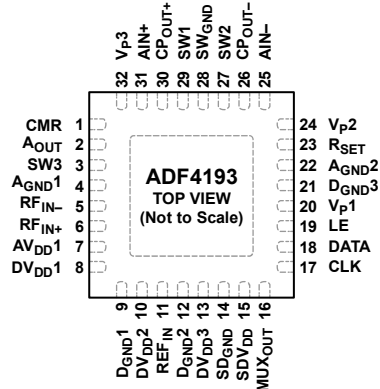 32 VP3
31 AIN+
30 CPOUT+
29 SW1
28 SWGND
27 SW2
26 CPOUT–
25 AIN–
CMR 1
AOUT 2
SW3 3
AGND1 4
RFIN– 5
RFIN+ 6
AVDD1 7
DVDD1 8
ADF4193
TOP VIEW
(Not to Scale)
24 VP2
23 RSET
22 AGND2
21 DGND3
20 VP1
19 LE
18 DATA
17 CLK
DGND1 9
DVDD2 10
REFIN 11
DGND2 12
DVDD3 13
SDGND 14
SDVDD 15
MUXOUT 16